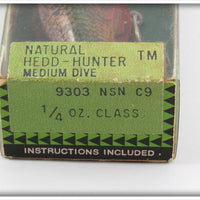 NATURAL
HEDD-HUNTER TM
MEDIUM DIVE
9303 NSN C9
1/4 OZ. CLASS
INSTRUCTIONS INCLUDED.